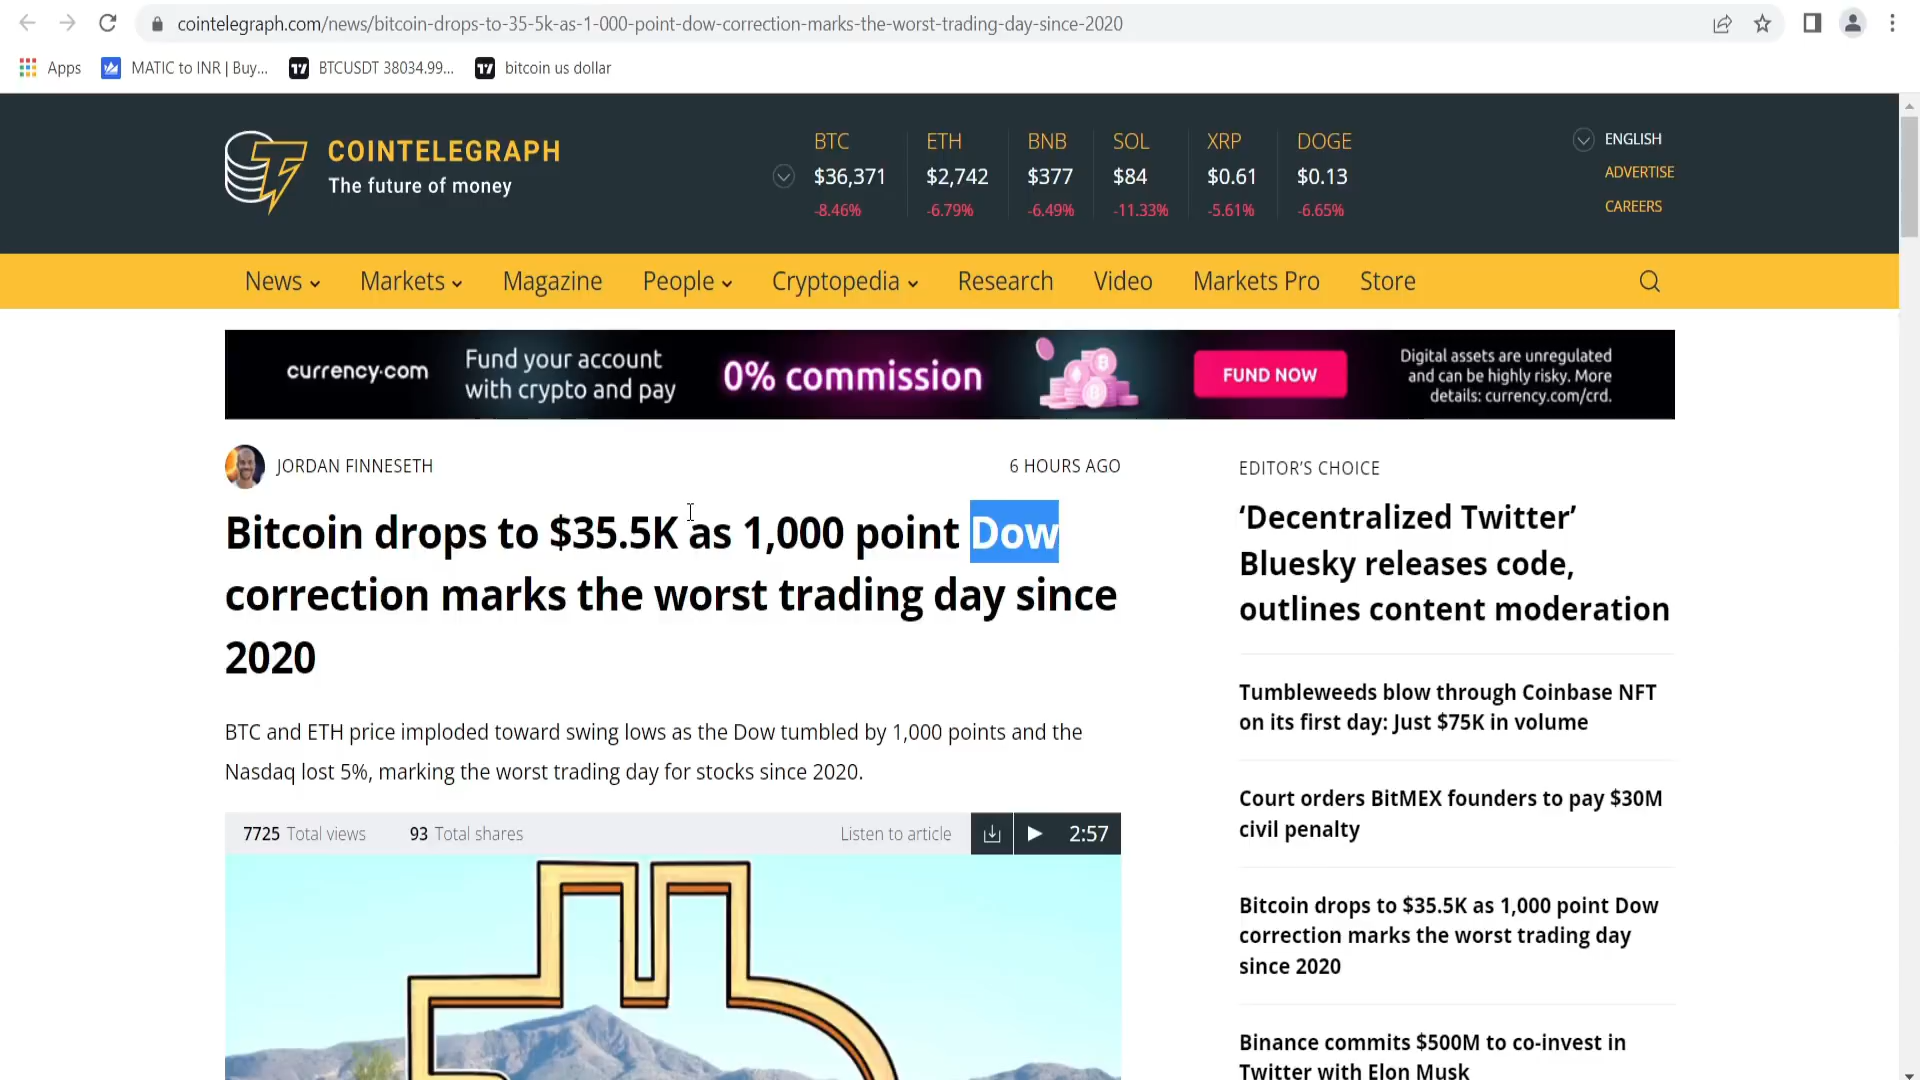 cointelegraph.com/news/bitcoin-drops-to-35-5k-as-1-000-point-dow-correction-marks-the-worst-trading-day-since-2020
Apps MATIC to INR | Buy... BTCUSDT 38034.99... bitcoin us dollar
COINTELEGRAPH
The future of money
BTC ETH BNB SOL XRP DOGE
$36,371 $2,742 $377 $84 $0.61 $0.13
-8.46% -6.79% -6.49% -11.33% -5.61% -6.65%
ENGLISH
ADVERTISE
CAREERS
News Markets Magazine People Cryptopedia Research Video Markets Pro Store
currency.com
Fund your account
with crypto and pay
0% commission
FUND NOW
Digital assets are unregulated
and can be highly risky. More
details: currency.com/crd.
JORDAN FINNESETH
6 HOURS AGO
Bitcoin drops to $35.5K as 1,000 point Dow
correction marks the worst trading day since
2020
BTC and ETH price imploded toward swing lows as the Dow tumbled by 1,000 points and the
Nasdaq lost 5%, marking the worst trading day for stocks since 2020.
7725 Total views 93 Total shares Listen to article 2:57
EDITOR'S CHOICE
‘Decentralized Twitter’
Bluesky releases code,
outlines content moderation
Tumbleweeds blow through Coinbase NFT
on its first day: Just $75K in volume
Court orders BitMEX founders to pay $30M
civil penalty
Bitcoin drops to $35.5K as 1,000 point Dow
correction marks the worst trading day
since 2020
Binance commits $500M to co-invest in
Twitter with Elon Musk